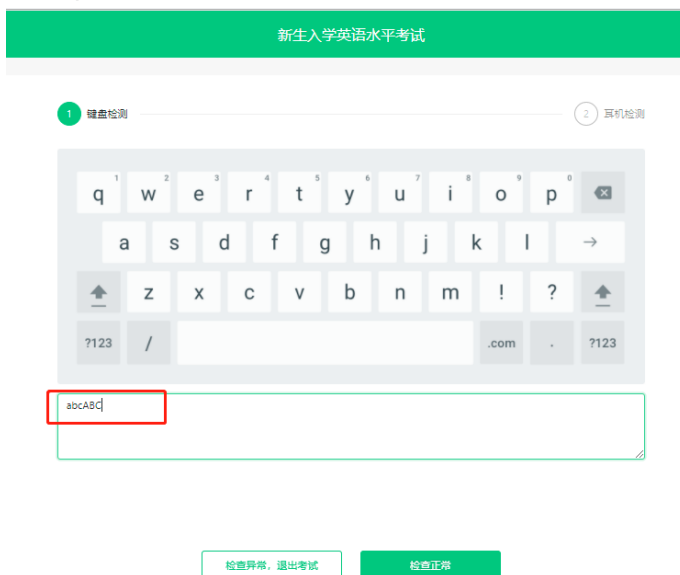 新生入学英语水平考试
1 键盘检测
2 耳机检测
q 1 w 2 e 3 r 4 t 5 y 6 u 7 i 8 o 9 p 0
a s d f g h j k l →
z x c v b n m ! ?
?123 / .com . ?123
abcABC
检查异常，退出考试 检查正常